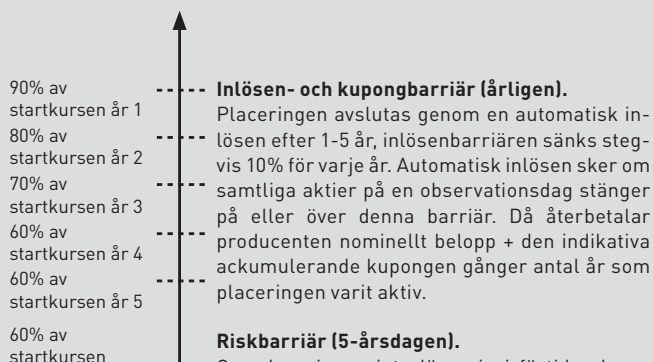 90% av
startkursen år 1
80% av
startkursen år 2
70% av
startkursen år 3
60% av
startkursen år 4
60% av
startkursen år 5
60% av
startkursen
Inlösen- och kupongbarriär (årligen).
Placeringen avslutas genom en automatisk in-
lösen efter 1-5 år, inlösenbarriären sänks steg-
vis 10% för varje år. Automatisk inlösen sker om
samtliga aktier på en observationsdag stänger
på eller över denna barriär. Då återbetalar
producenten nominellt belopp + den indikativa
ackumulerande kupongen gånger antal år som
placeringen varit aktiv.
Riskbarriär (5-årsdagen).